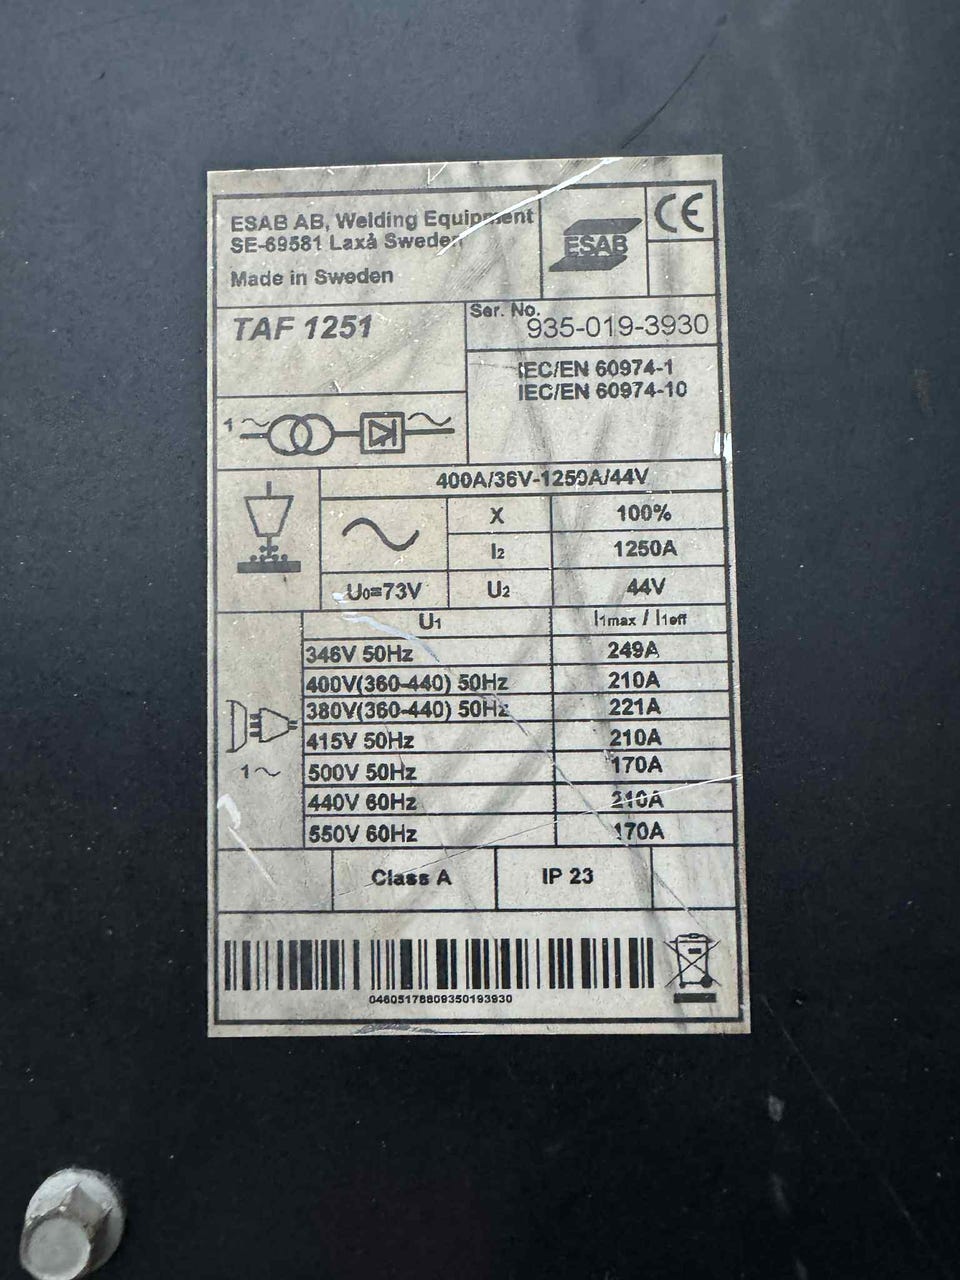 ESAB AB, Welding Equipment
SE-69581 Laxå Sweden
Made in Sweden
ESAB
CE
TAF 1251
Ser. No.
935-019-3930
IEC/EN 60974-1
IEC/EN 60974-10
1~
400A/36V-1250A/44V
X 100%
I2 1250A
U0=73V U2 44V
U1 I1max / I1eff
346V 50Hz 249A
400V(360-440) 50Hz 210A
380V(360-440) 50Hz 221A
415V 50Hz 210A
500V 50Hz 170A
440V 60Hz 210A
550V 60Hz 170A
1~
Class A IP 23
04605178809350193930